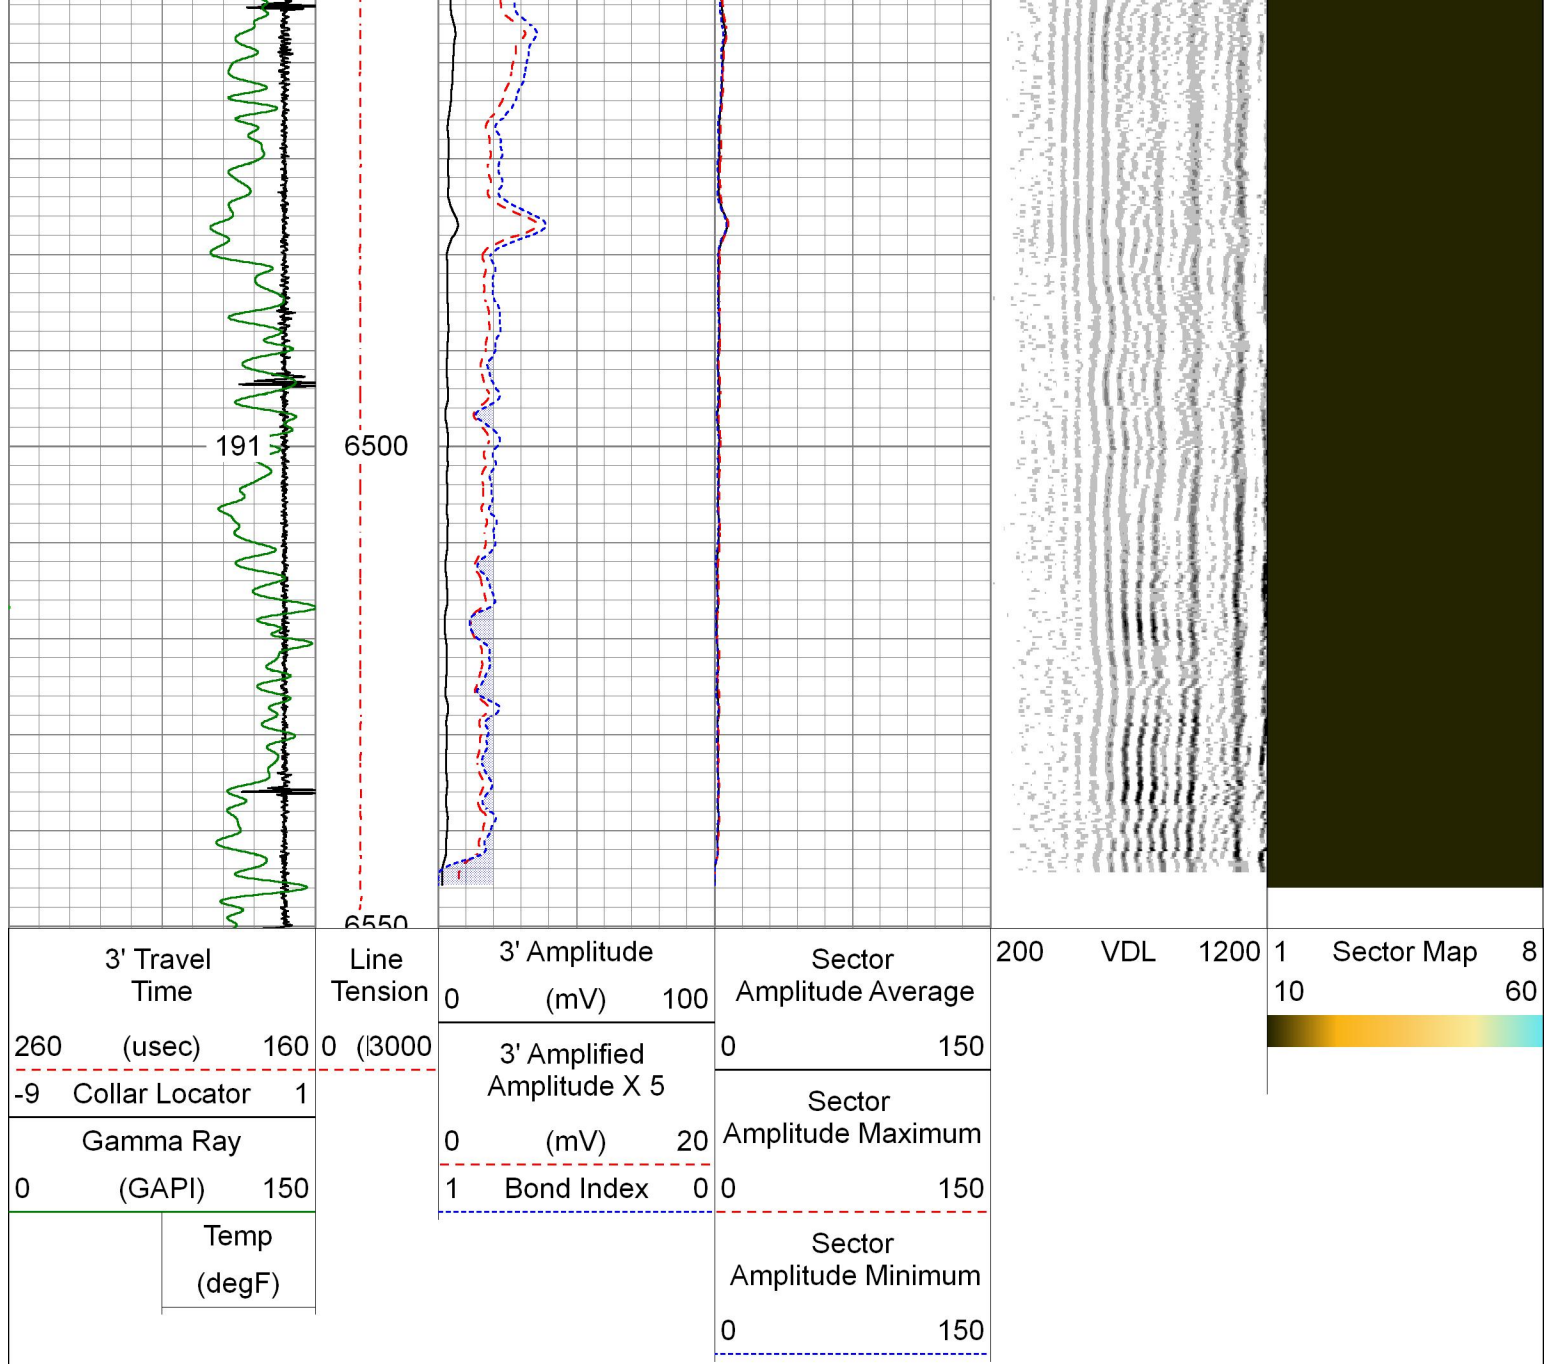 191
6500
6550
3' Travel
Time
260 (usec) 160
-9 Collar Locator 1
Gamma Ray
0 (GAPI) 150
Temp
(degF)
Line
Tension
0 3000
3' Amplitude
0 (mV) 100
3' Amplified
Amplitude X 5
0 (mV) 20
1 Bond Index 0
Sector
Amplitude Average
0 150
Sector
Amplitude Maximum
0 150
Sector
Amplitude Minimum
0 150
200 VDL 1200
1 Sector Map 8
10 60